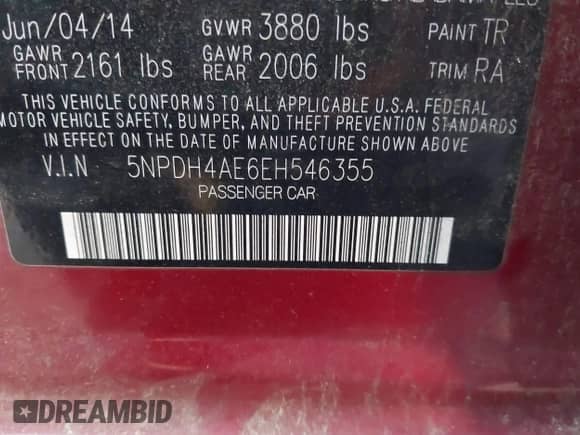 Jun/04/14 GVWR 3880 lbs PAINT TR
GAWR FRONT 2161 lbs GAWR REAR 2006 lbs TRIM RA
THIS VEHICLE CONFORMS TO ALL APPLICABLE U.S.A. FEDERAL
MOTOR VEHICLE SAFETY, BUMPER, AND THEFT PREVENTION STANDARDS
IN EFFECT ON THE DATE OF MANUFACTURE SHOWN ABOVE
V.I.N 5NPDH4AE6EH546355
PASSENGER CAR
DREAMBID